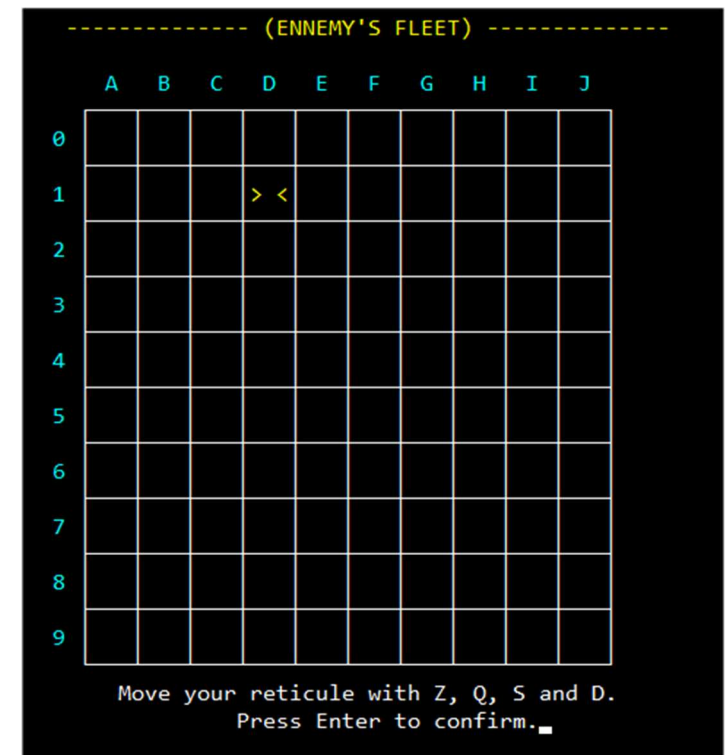 -------------- (ENNEMY'S FLEET) --------------
A B C D E F G H I J
0
1 > <
2
3
4
5
6
7
8
9
Move your reticule with Z, Q, S and D.
Press Enter to confirm.